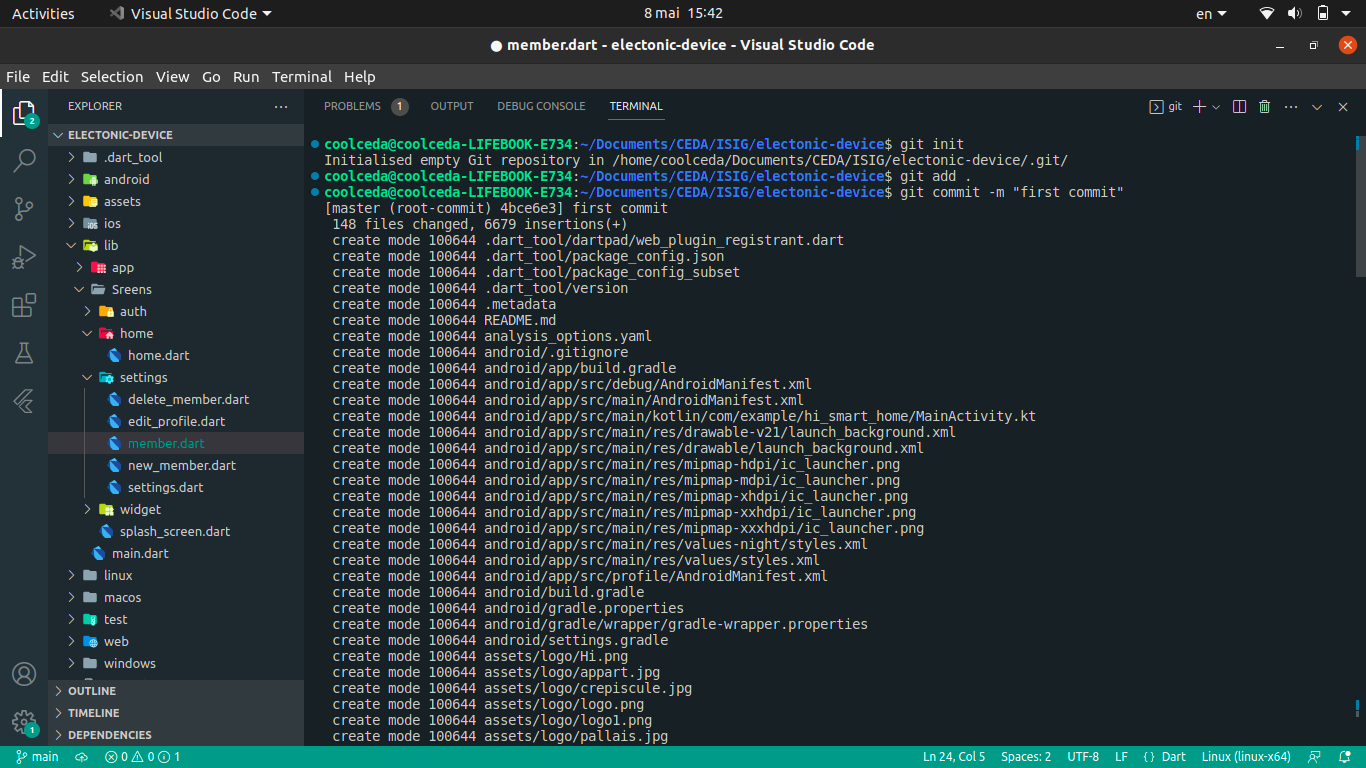 Activities Visual Studio Code 8 mai 15:42 en
● member.dart - electonic-device - Visual Studio Code
File Edit Selection View Go Run Terminal Help
2
1
EXPLORER
ELECTONIC-DEVICE
.dart_tool
android
assets
ios
lib
app
Sreens
auth
home
home.dart
settings
delete_member.dart
edit_profile.dart
member.dart
new_member.dart
settings.dart
widget
splash_screen.dart
main.dart
linux
macos
test
web
windows
OUTLINE
TIMELINE
DEPENDENCIES
PROBLEMS 1 OUTPUT DEBUG CONSOLE TERMINAL git
coolceda@coolceda-LIFEBOOK-E734:~/Documents/CEDA/ISIG/electonic-device$ git init
Initialised empty Git repository in /home/coolceda/Documents/CEDA/ISIG/electonic-device/.git/
coolceda@coolceda-LIFEBOOK-E734:~/Documents/CEDA/ISIG/electonic-device$ git add .
coolceda@coolceda-LIFEBOOK-E734:~/Documents/CEDA/ISIG/electonic-device$ git commit -m "first commit"
[master (root-commit) 4bce6e3] first commit
148 files changed, 6679 insertions(+)
create mode 100644 .dart_tool/dartpad/web_plugin_registrant.dart
create mode 100644 .dart_tool/package_config.json
create mode 100644 .dart_tool/package_config_subset
create mode 100644 .dart_tool/version
create mode 100644 .metadata
create mode 100644 README.md
create mode 100644 analysis_options.yaml
create mode 100644 android/.gitignore
create mode 100644 android/app/build.gradle
create mode 100644 android/app/src/debug/AndroidManifest.xml
create mode 100644 android/app/src/main/AndroidManifest.xml
create mode 100644 android/app/src/main/kotlin/com/example/hi_smart_home/MainActivity.kt
create mode 100644 android/app/src/main/res/drawable-v21/launch_background.xml
create mode 100644 android/app/src/main/res/drawable/launch_background.xml
create mode 100644 android/app/src/main/res/mipmap-hdpi/ic_launcher.png
create mode 100644 android/app/src/main/res/mipmap-mdpi/ic_launcher.png
create mode 100644 android/app/src/main/res/mipmap-xhdpi/ic_launcher.png
create mode 100644 android/app/src/main/res/mipmap-xxhdpi/ic_launcher.png
create mode 100644 android/app/src/main/res/mipmap-xxxhdpi/ic_launcher.png
create mode 100644 android/app/src/main/res/values-night/styles.xml
create mode 100644 android/app/src/main/res/values/styles.xml
create mode 100644 android/app/src/profile/AndroidManifest.xml
create mode 100644 android/build.gradle
create mode 100644 android/gradle.properties
create mode 100644 android/gradle/wrapper/gradle-wrapper.properties
create mode 100644 android/settings.gradle
create mode 100644 assets/logo/Hi.png
create mode 100644 assets/logo/appart.jpg
create mode 100644 assets/logo/crepiscule.jpg
create mode 100644 assets/logo/logo.png
create mode 100644 assets/logo/logo1.png
create mode 100644 assets/logo/pallais.jpg
main 0 0 1 Ln 24, Col 5 Spaces: 2 UTF-8 LF {} Dart Linux (linux-x64)